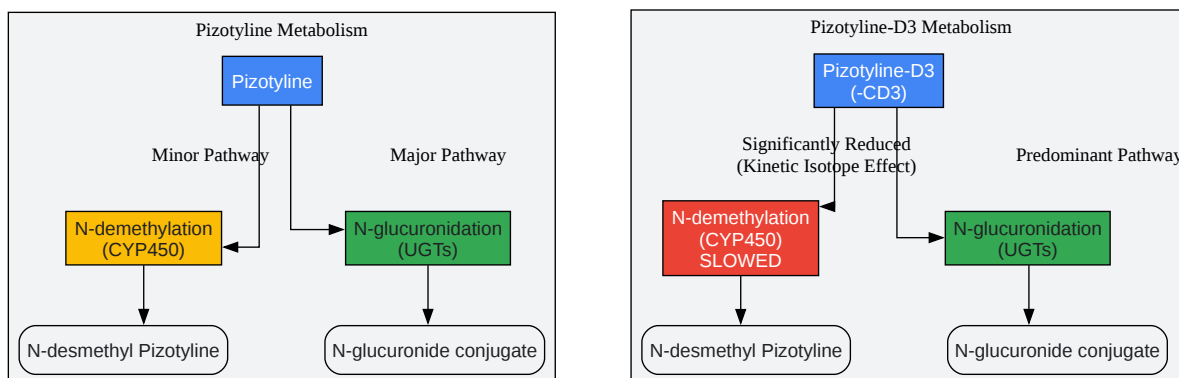 Pizotyline Metabolism
Pizotyline
Minor Pathway
Major Pathway
N-demethylation
(CYP450)
N-glucuronidation
(UGTs)
N-desmethyl Pizotyline
N-glucuronide conjugate
Pizotyline-D3 Metabolism
Pizotyline-D3
(-CD3)
Significantly Reduced
(Kinetic Isotope Effect)
Predominant Pathway
N-demethylation
(CYP450)
SLOWED
N-glucuronidation
(UGTs)
N-desmethyl Pizotyline
N-glucuronide conjugate